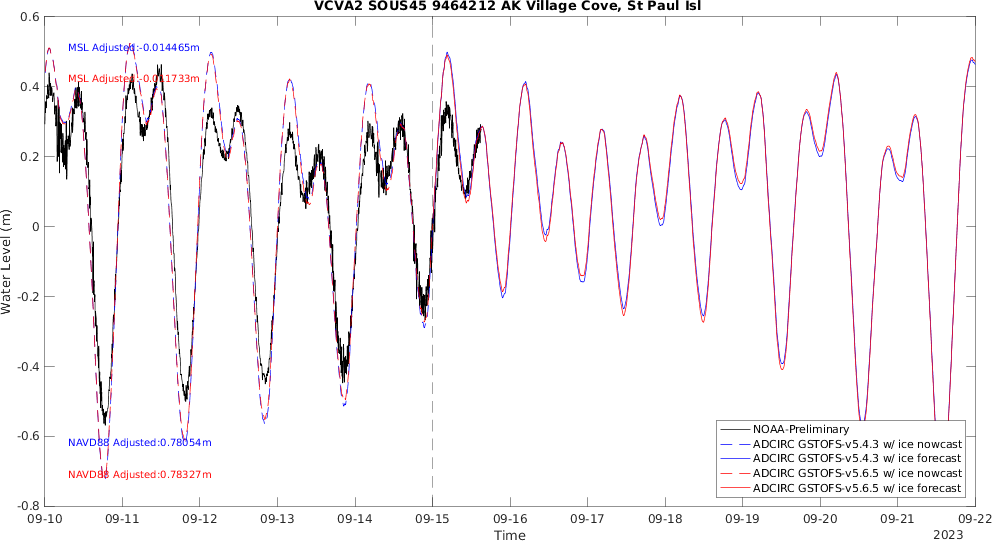 VCVA2 SOUS45 9464212 AK Village Cove, St Paul Isl
Water Level (m)
0.6
0.4
0.2
0
-0.2
-0.4
-0.6
-0.8
MSL Adjusted:-0.014465m
MSL Adjusted:-0.011733m
NAVD88 Adjusted:0.78054m
NAVD88 Adjusted:0.78327m
NOAA-Preliminary
ADCIRC GSTOFS-v5.4.3 w/ ice nowcast
ADCIRC GSTOFS-v5.4.3 w/ ice forecast
ADCIRC GSTOFS-v5.6.5 w/ ice nowcast
ADCIRC GSTOFS-v5.6.5 w/ ice forecast
09-10 09-11 09-12 09-13 09-14 09-15 09-16 09-17 09-18 09-19 09-20 09-21 09-22
Time
2023